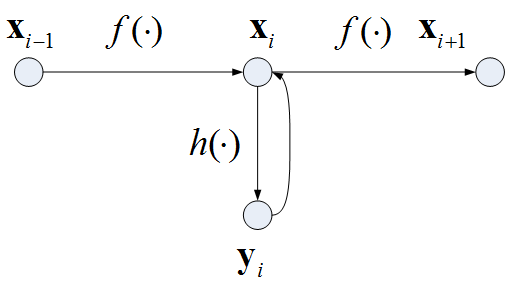 x_{i−1} f(·) x_i f(·) x_{i+1}
h(·)
y_i